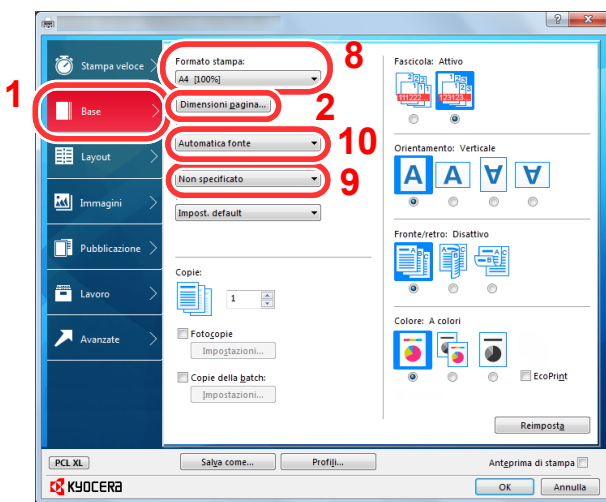 1
Stampa veloce
Base
Layout
Immagini
Pubblicazione
Lavoro
Avanzate
Formato stampa:
8
A4 [100%]
Dimensioni pagina...
2
Automatica fonte
10
Non specificato
9
Impost. default
Copie:
1
Fotocopie
Impostazioni...
Copie della batch:
Impostazioni...
Fascicola: Attivo
111222...
123123...
Orientamento: Verticale
A A A A
Fronte/retro: Disattivo
Colore: A colori
EcoPrint
Reimposta
PCL XL
Salva come...
Profili...
Anteprima di stampa
KYOCERA
OK
Annulla